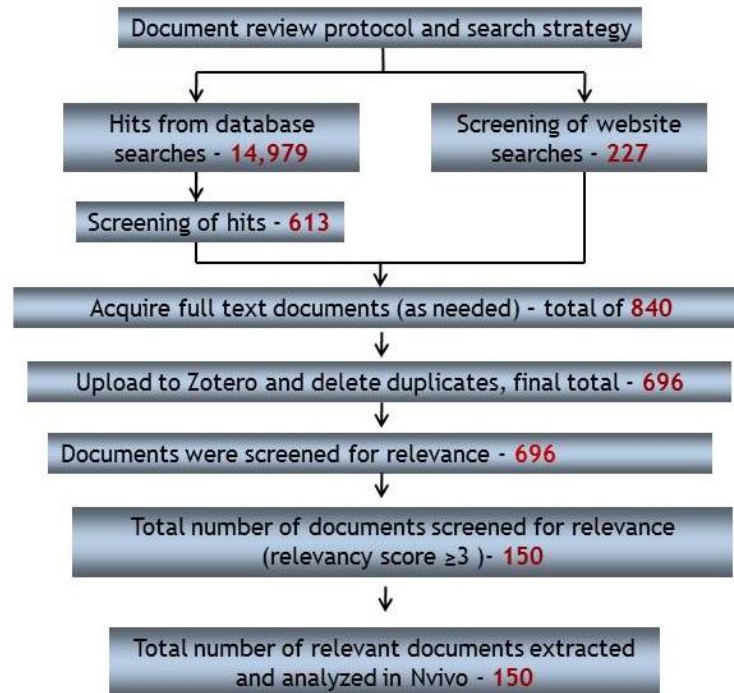 Document review protocol and search strategy
Hits from database
searches - 14,979
Screening of website
searches - 227
Screening of hits - 613
Acquire full text documents (as needed) – total of 840
Upload to Zotero and delete duplicates, final total - 696
Documents were screened for relevance - 696
Total number of documents screened for relevance
(relevancy score ≥3 )- 150
Total number of relevant documents extracted
and analyzed in Nvivo - 150